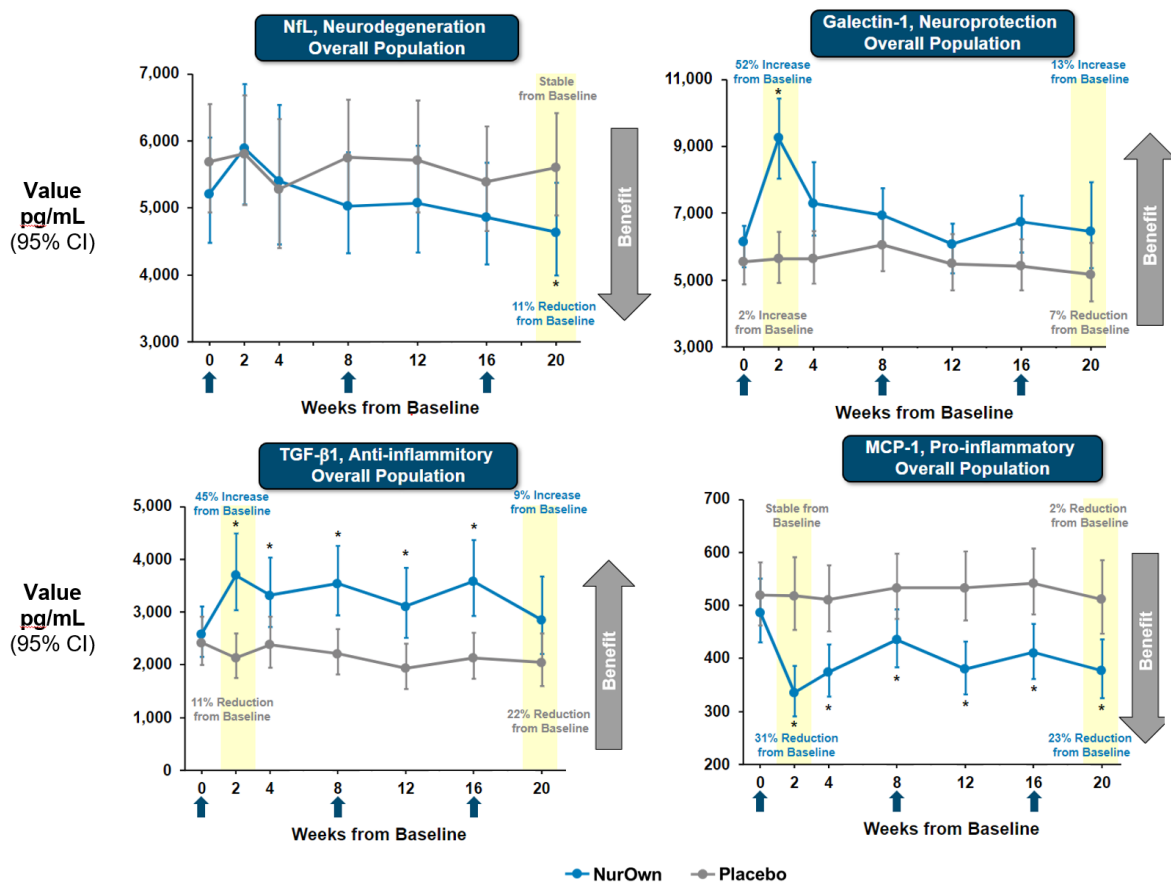 NfL, Neurodegeneration
Overall Population
7,000
6,000
5,000
4,000
3,000
Value
pg/mL
(95% CI)
Stable
from Baseline
*
11% Reduction
from Baseline
Benefit
0 2 4 8 12 16 20
Weeks from Baseline
Galectin-1, Neuroprotection
Overall Population
52% Increase
from Baseline
*
13% Increase
from Baseline
11,000
9,000
7,000
5,000
3,000
2% Increase
from Baseline
7% Reduction
from Baseline
Benefit
0 2 4 8 12 16 20
Weeks from Baseline
TGF-β1, Anti-inflammitory
Overall Population
45% Increase
from Baseline
9% Increase
from Baseline
* * * * *
5,000
4,000
3,000
2,000
1,000
0
Value
pg/mL
(95% CI)
11% Reduction
from Baseline
22% Reduction
from Baseline
Benefit
0 2 4 8 12 16 20
Weeks from Baseline
MCP-1, Pro-inflammatory
Overall Population
700
600
500
400
300
200
Stable from
Baseline
2% Reduction
from Baseline
* * * * * *
31% Reduction
from Baseline
23% Reduction
from Baseline
Benefit
0 2 4 8 12 16 20
Weeks from Baseline
NurOwn Placebo